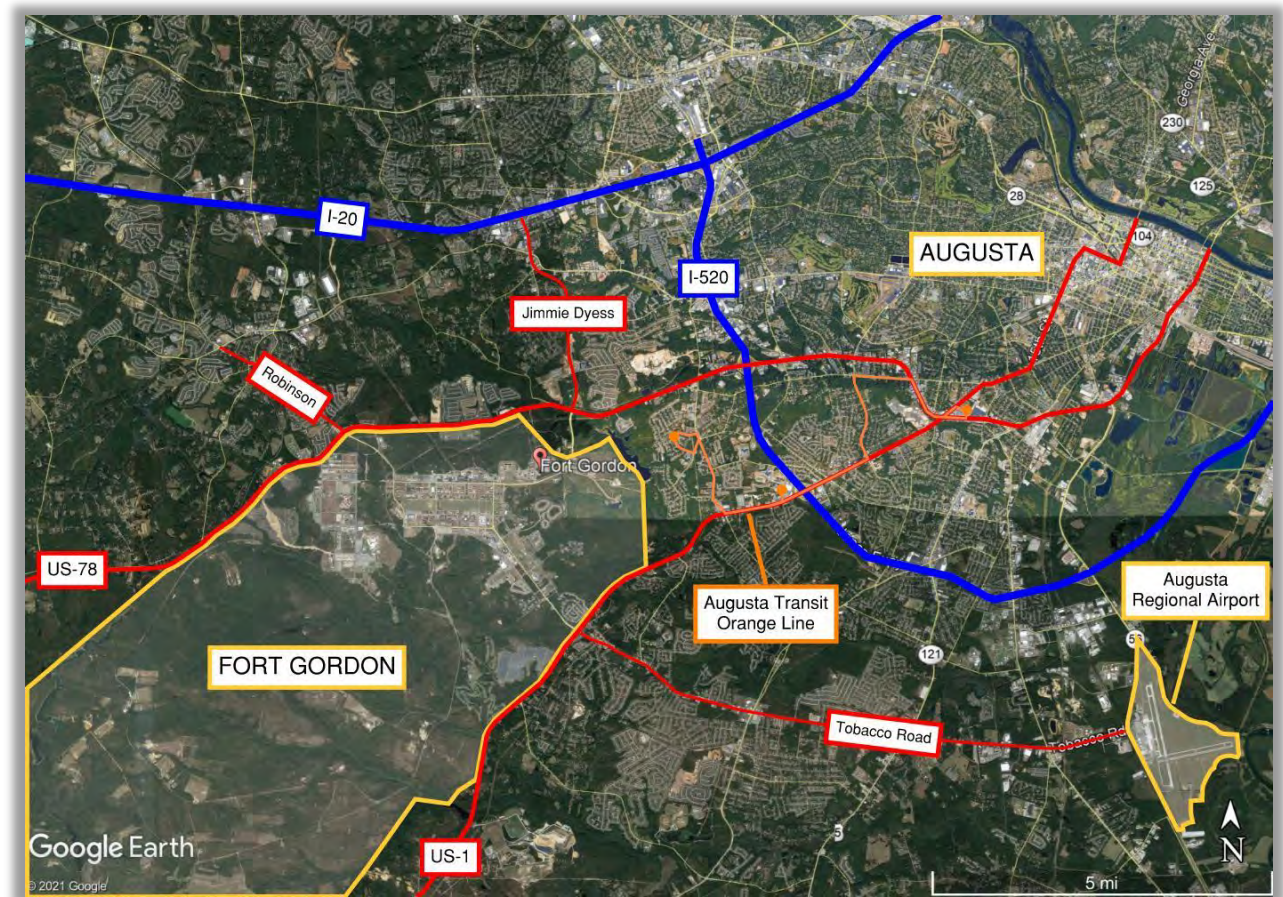 Georgia Ave
230
125
28
I-20
104
AUGUSTA
I-520
Jimmie Dyess
Robinson
Fort Gordon
US-78
Augusta
Regional Airport
Augusta Transit
Orange Line
56
121
FORT GORDON
Tobacco Road
Tobacco Rd
Google Earth
US-1
N
© 2021 Google
5 mi